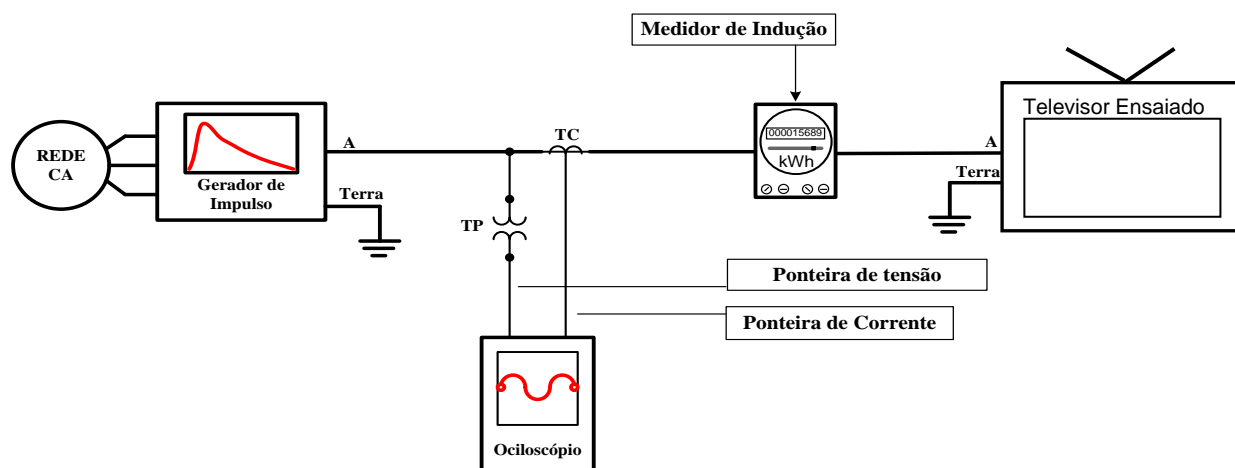 Medidor de Indução
REDE
CA
Gerador de
Impulso
A
Terra
TC
TP
000015689
kWh
Televisor Ensaiado
A
Terra
Ponteira de tensão
Ponteira de Corrente
Ociloscópio